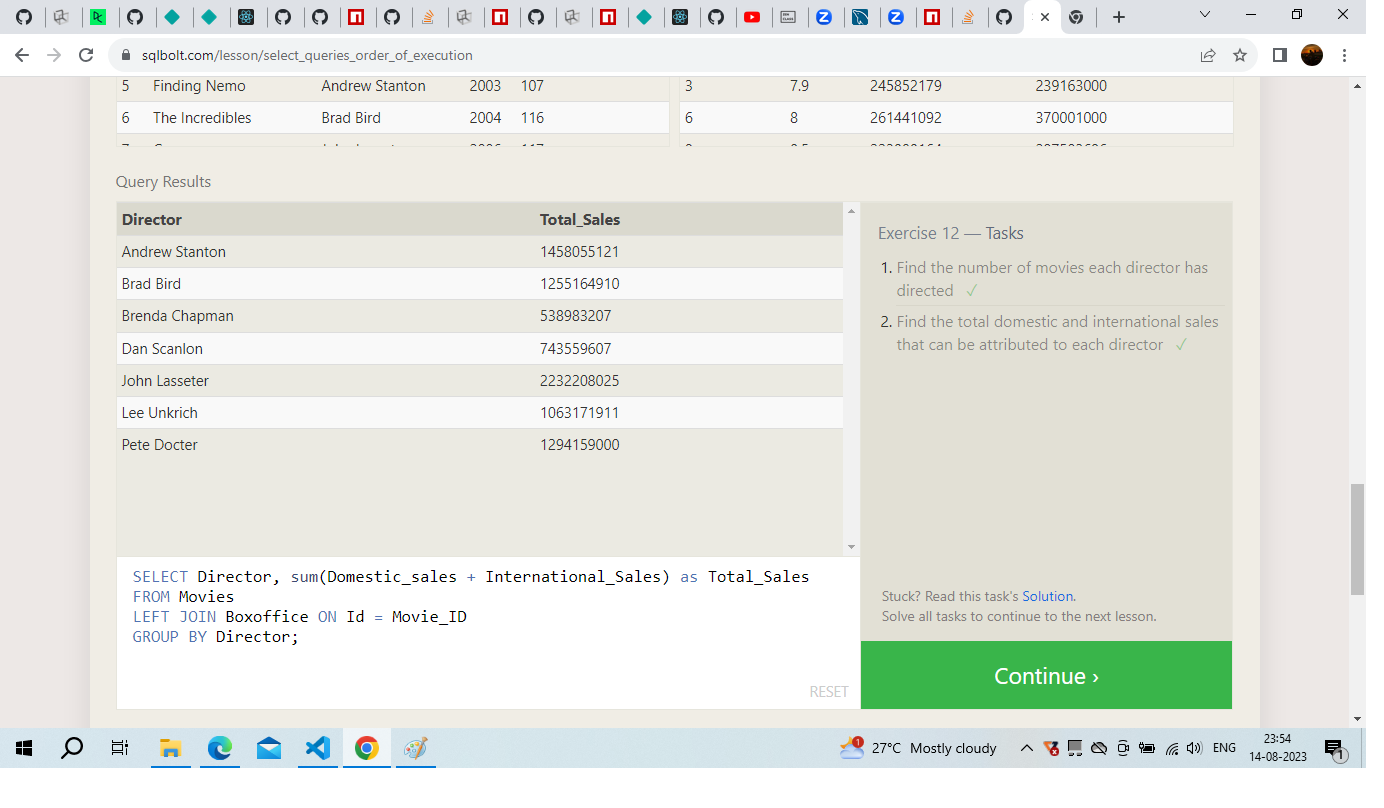 sqlbolt.com/lesson/select_queries_order_of_execution
5 Finding Nemo Andrew Stanton 2003 107 3 7.9 245852179 239163000
6 The Incredibles Brad Bird 2004 116 6 8 261441092 370001000
Query Results
Director Total_Sales
Andrew Stanton 1458055121
Brad Bird 1255164910
Brenda Chapman 538983207
Dan Scanlon 743559607
John Lasseter 2232208025
Lee Unkrich 1063171911
Pete Docter 1294159000
Exercise 12 — Tasks
1. Find the number of movies each director has
directed ✓
2. Find the total domestic and international sales
that can be attributed to each director ✓
SELECT Director, sum(Domestic_sales + International_Sales) as Total_Sales
FROM Movies
LEFT JOIN Boxoffice ON Id = Movie_ID
GROUP BY Director;
RESET
Stuck? Read this task's Solution.
Solve all tasks to continue to the next lesson.
Continue ›
1 27°C Mostly cloudy ENG 23:54
14-08-2023 1